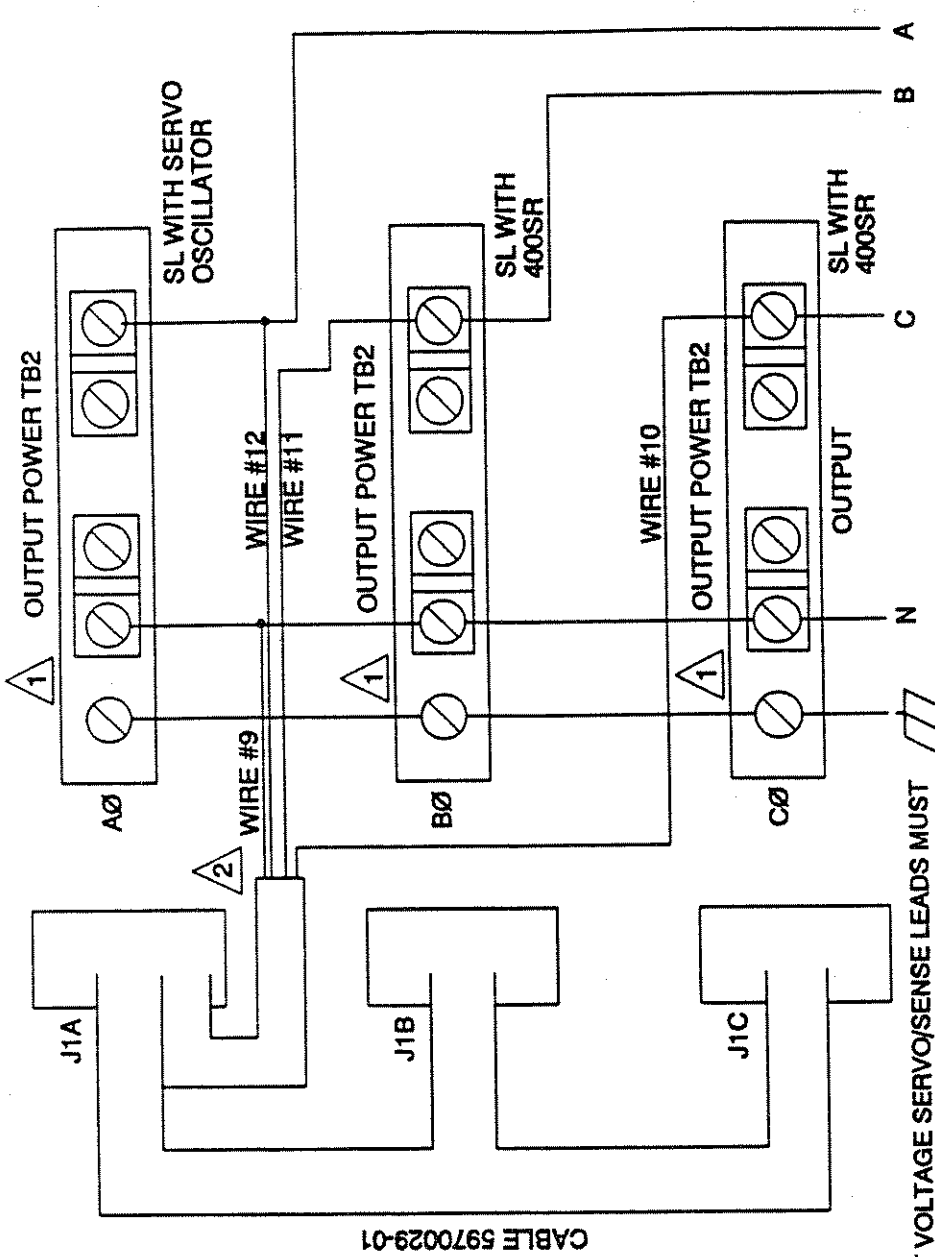 OUTPUT POWER TB2
SL WITH SERVO
OSCILLATOR
1
AØ
2
WIRE #9
WIRE #12
WIRE #11
J1A
OUTPUT POWER TB2
SL WITH
400SR
1
BØ
J1B
WIRE #10
OUTPUT POWER TB2
SL WITH
400SR
1
CØ
J1C
OUTPUT
N
C
B
A
CABLE 5970029-01
VOLTAGE SERVO/SENSE LEADS MUST